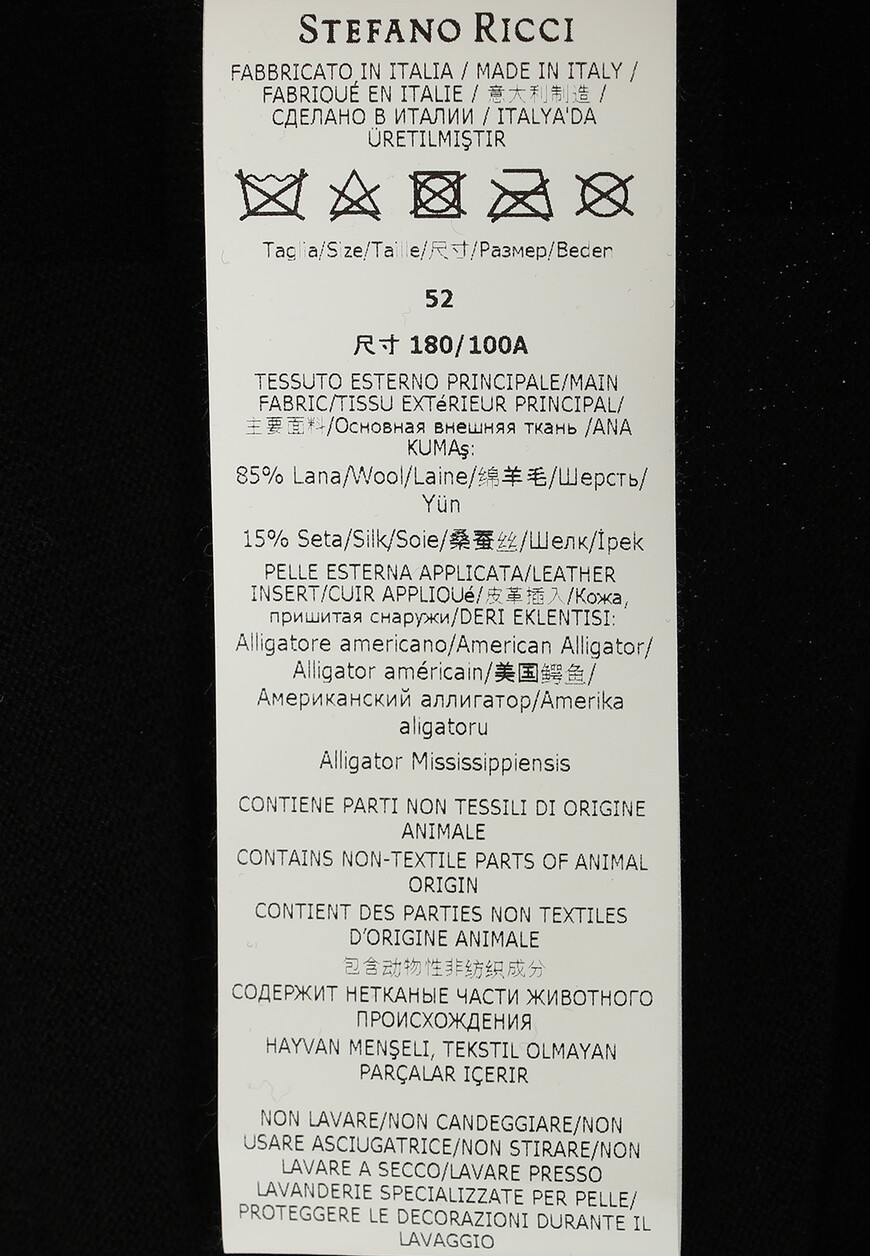 STEFANO RICCI
FABBRICATO IN ITALIA / MADE IN ITALY /
FABRIQUÉ EN ITALIE / 意大利制造 /
СДЕЛАНО В ИТАЛИИ / ITALYA'DA
ÜRETILMIŞTIR
Taglia/Size/Taille/尺寸/Размер/Beden
52
尺寸 180/100A
TESSUTO ESTERNO PRINCIPALE/MAIN
FABRIC/TISSU EXTéRIEUR PRINCIPAL/
主要面料/Основная внешняя ткань /ANA
KUMAş:
85% Lana/Wool/Laine/绵羊毛/Шерсть/
Yün
15% Seta/Silk/Soie/桑蚕丝/Шелк/İpek
PELLE ESTERNA APPLICATA/LEATHER
INSERT/CUIR APPLIQUé/皮革插入/Кожа,
пришитая снаружи/DERI EKLENTISI:
Alligatore americano/American Alligator/
Alligator américain/美国鳄鱼/
Американский аллигатор/Amerika
aligatoru
Alligator Mississippiensis
CONTIENE PARTI NON TESSILI DI ORIGINE
ANIMALE
CONTAINS NON-TEXTILE PARTS OF ANIMAL
ORIGIN
CONTIENT DES PARTIES NON TEXTILES
D'ORIGINE ANIMALE
包含动物性非纺织成分
СОДЕРЖИТ НЕТКАНЫЕ ЧАСТИ ЖИВОТНОГО
ПРОИСХОЖДЕНИЯ
HAYVAN MENŞELI, TEKSTIL OLMAYAN
PARÇALAR IÇERIR
NON LAVARE/NON CANDEGGIARE/NON
USARE ASCIUGATRICE/NON STIRARE/NON
LAVARE A SECCO/LAVARE PRESSO
LAVANDERIE SPECIALIZZATE PER PELLE/
PROTEGGERE LE DECORAZIONI DURANTE IL
LAVAGGIO